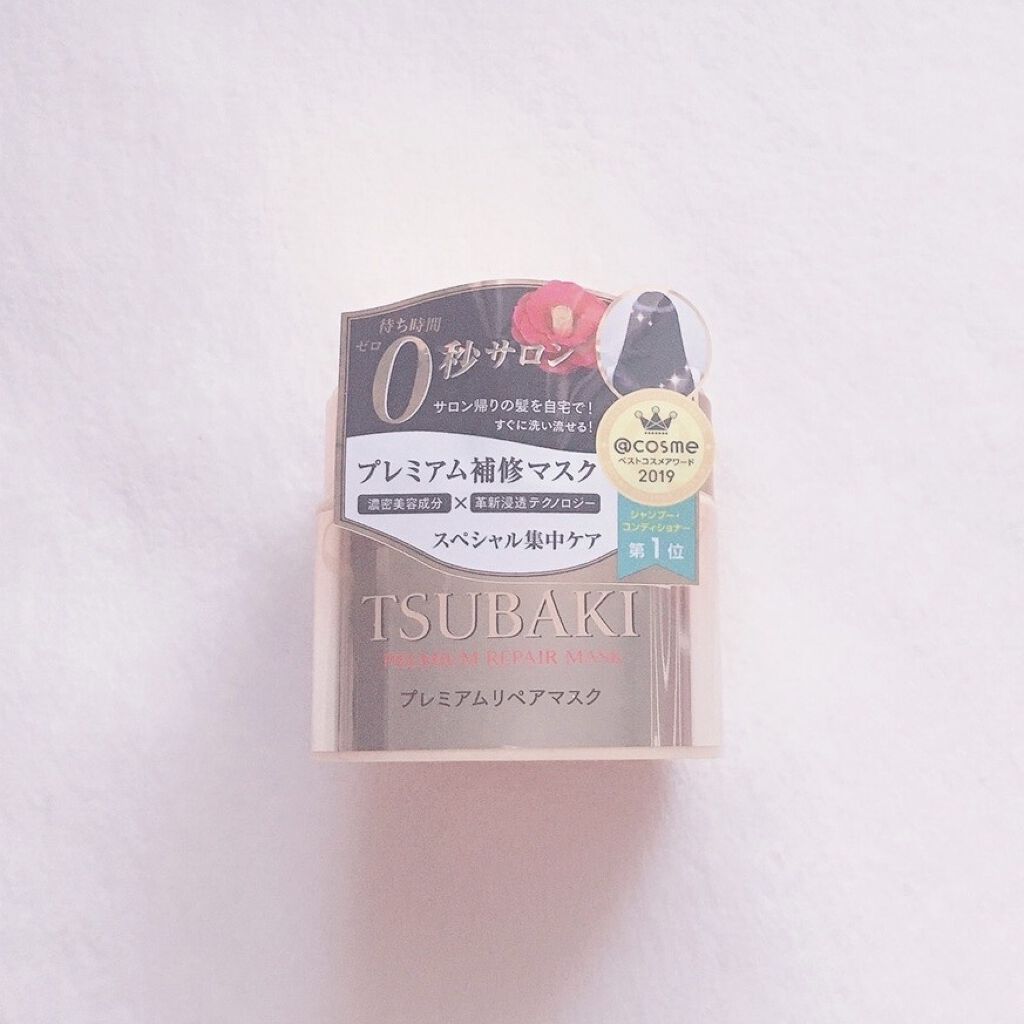 待ち時間
ゼロ
0秒サロン
サロン帰りの髪を自宅で!
すぐに洗い流せる!
プレミアム補修マスク
濃密美容成分×革新浸透テクノロジー
スペシャル集中ケア
@cosme
ベストコスメアワード
2019
シャンプー・
コンディショナー
第1位
TSUBAKI
PREMIUM REPAIR MASK
プレミアムリペアマスク